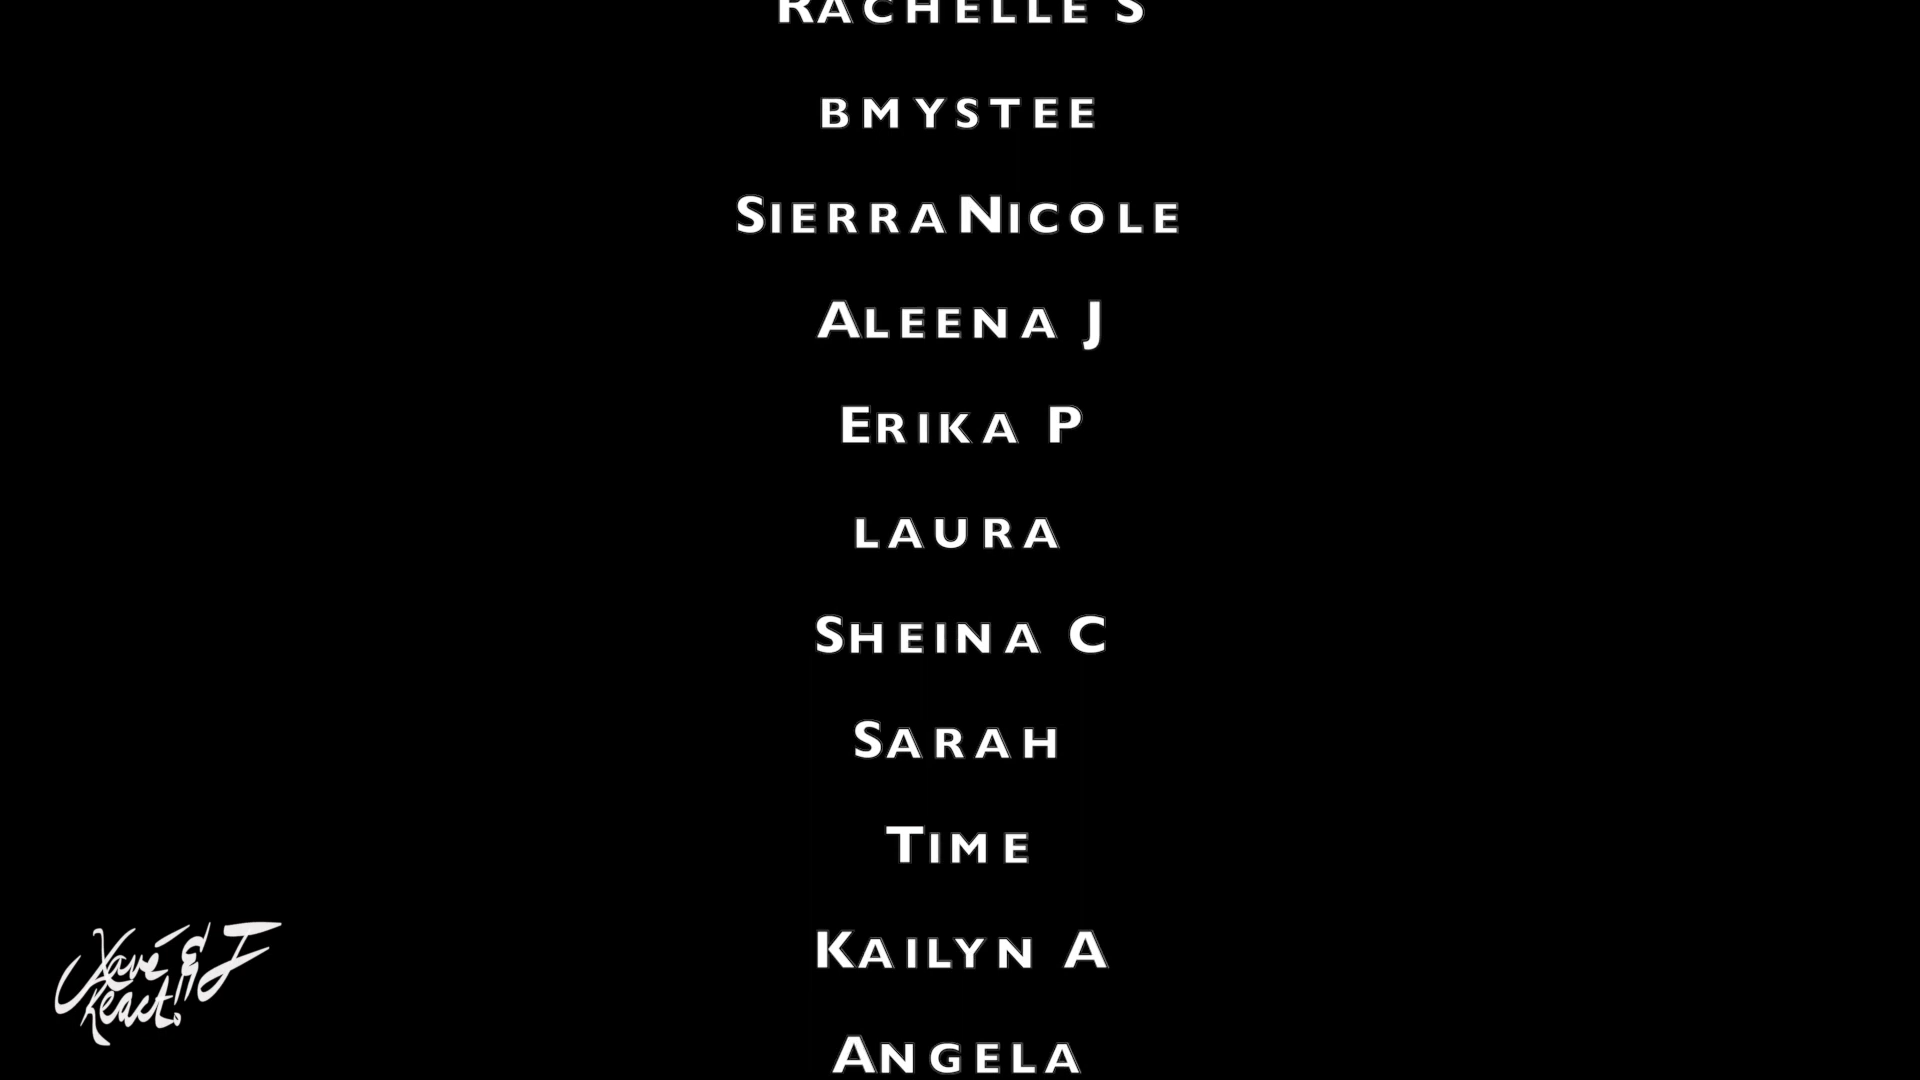 Rachelle S
bmystee
SierraNicole
Aleena J
Erika P
laura
Sheina C
Sarah
Time
Kailyn A
Angela
Xavé & J
React!!